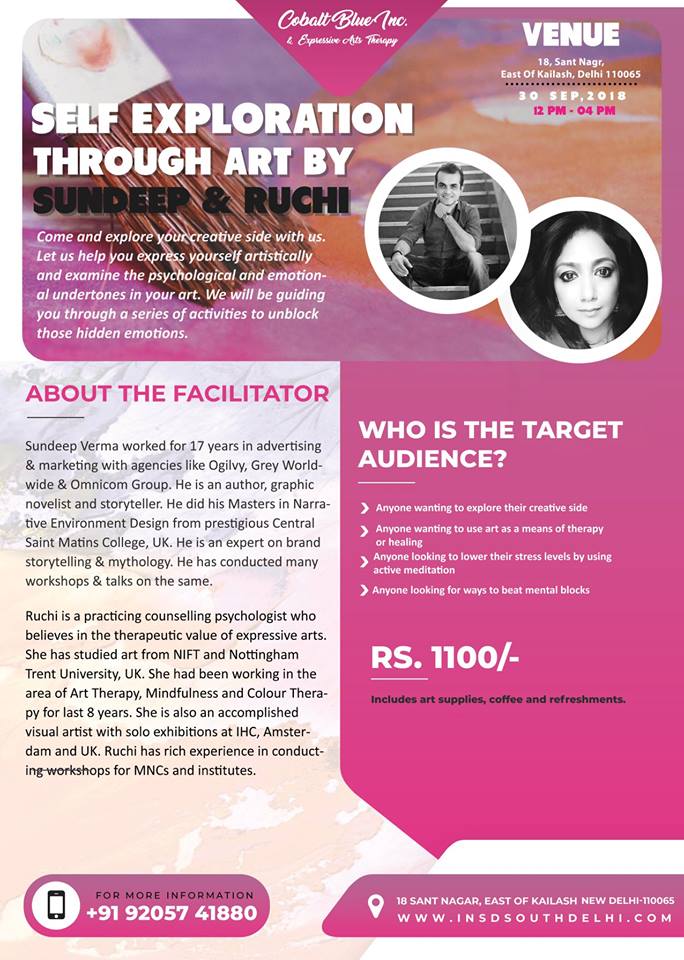 Cobalt Blue Inc.
& Expressive Arts Therapy
VENUE
18, Sant Nagr,
East Of Kailash, Delhi 110065
30 SEP,2018
12 PM - 04 PM
SELF EXPLORATION
THROUGH ART BY
SUNDEEP & RUCHI
Come and explore your creative side with us.
Let us help you express yourself artistically
and examine the psychological and emotion-
al undertones in your art. We will be guiding
you through a series of activities to unblock
those hidden emotions.
ABOUT THE FACILITATOR
Sundeep Verma worked for 17 years in advertising
& marketing with agencies like Ogilvy, Grey World-
wide & Omnicom Group. He is an author, graphic
novelist and storyteller. He did his Masters in Narra-
tive Environment Design from prestigious Central
Saint Matins College, UK. He is an expert on brand
storytelling & mythology. He has conducted many
workshops & talks on the same.
Ruchi is a practicing counselling psychologist who
believes in the therapeutic value of expressive arts.
She has studied art from NIFT and Nottingham
Trent University, UK. She had been working in the
area of Art Therapy, Mindfulness and Colour Thera-
py for last 8 years. She is also an accomplished
visual artist with solo exhibitions at IHC, Amster-
dam and UK. Ruchi has rich experience in conduct-
ing workshops for MNCs and institutes.
WHO IS THE TARGET
AUDIENCE?
Anyone wanting to explore their creative side
Anyone wanting to use art as a means of therapy
or healing
Anyone looking to lower their stress levels by using
active meditation
Anyone looking for ways to beat mental blocks
RS. 1100/-
Includes art supplies, coffee and refreshments.
FOR MORE INFORMATION
+91 92057 41880
18 SANT NAGAR, EAST OF KAILASH NEW DELHI-110065
WWW.INSDSOUTHDELHI.COM